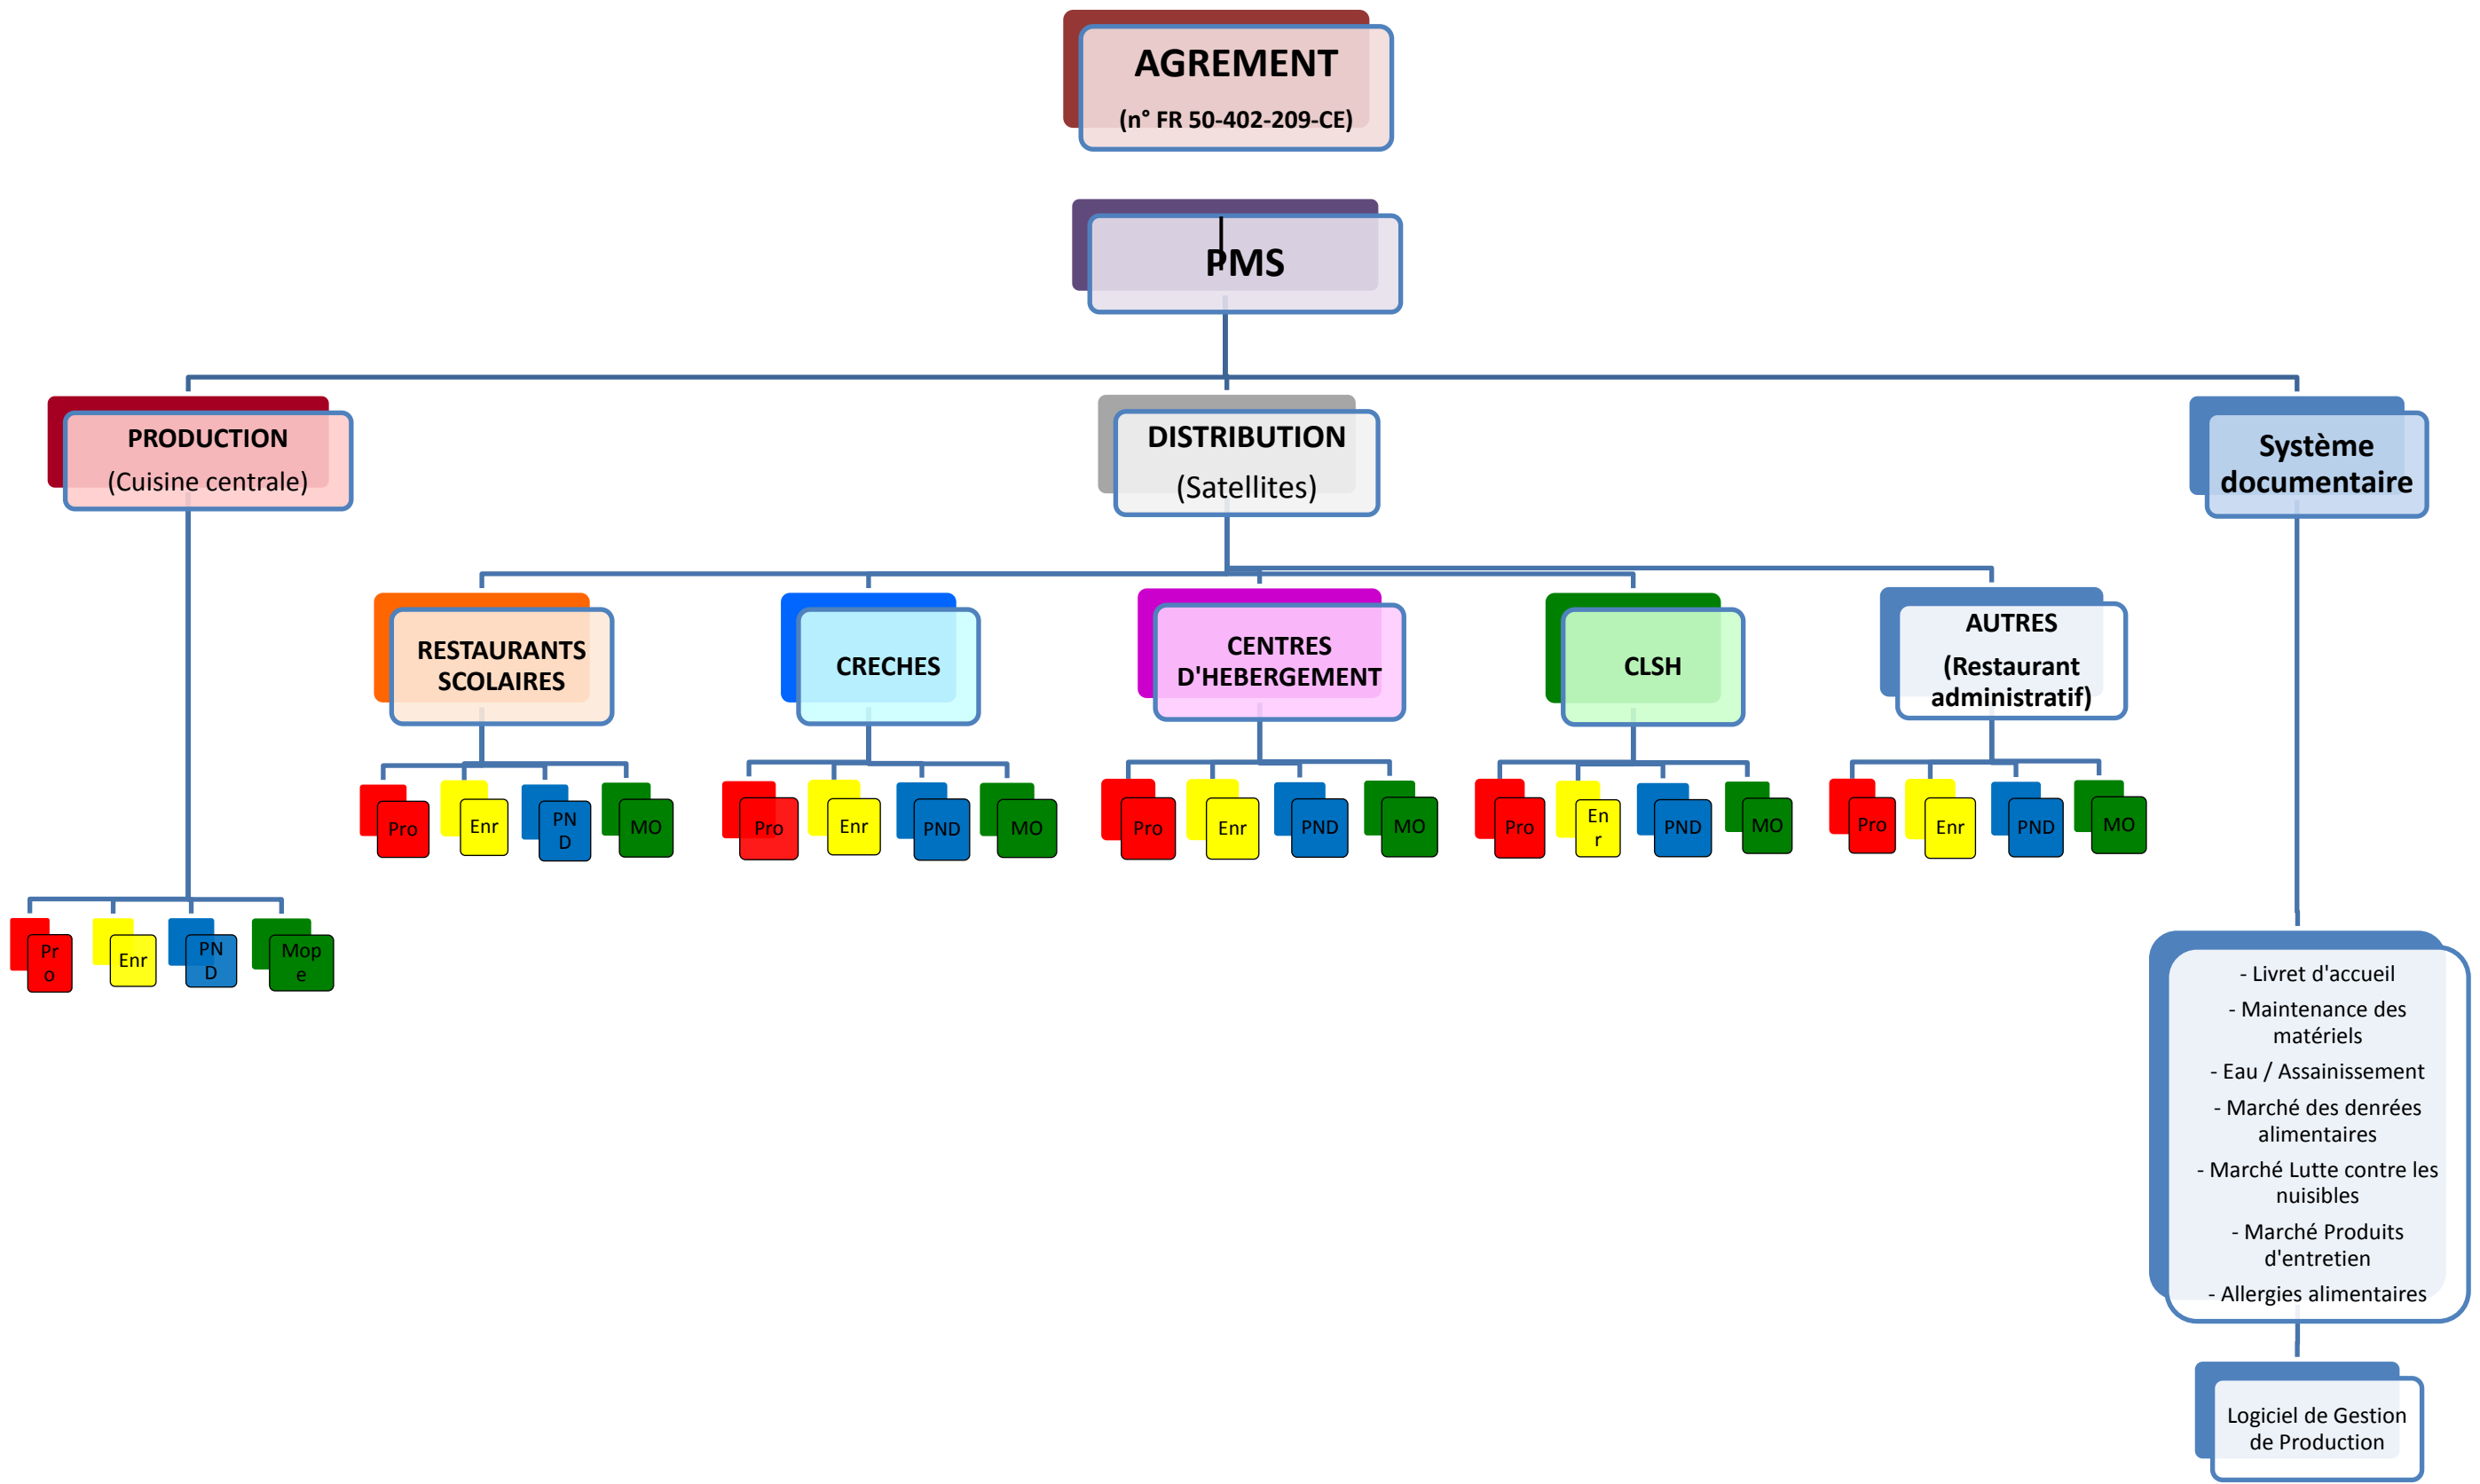 AGREMENT
(n° FR 50-402-209-CE)
PMS
PRODUCTION
(Cuisine centrale)
DISTRIBUTION
(Satellites)
Système
documentaire
RESTAURANTS
SCOLAIRES
CRECHES
CENTRES
D'HEBERGEMENT
CLSH
AUTRES
(Restaurant
administratif)
Pro
Enr
PN
D
MO
Pro
Enr
PND
MO
Pro
Enr
PND
MO
Pro
En
r
PND
MO
Pro
Enr
PND
MO
Pr
o
Enr
PN
D
Mop
e
- Livret d'accueil
- Maintenance des
matériels
- Eau / Assainissement
- Marché des denrées
alimentaires
- Marché Lutte contre les
nuisibles
- Marché Produits
d'entretien
- Allergies alimentaires
Logiciel de Gestion
de Production